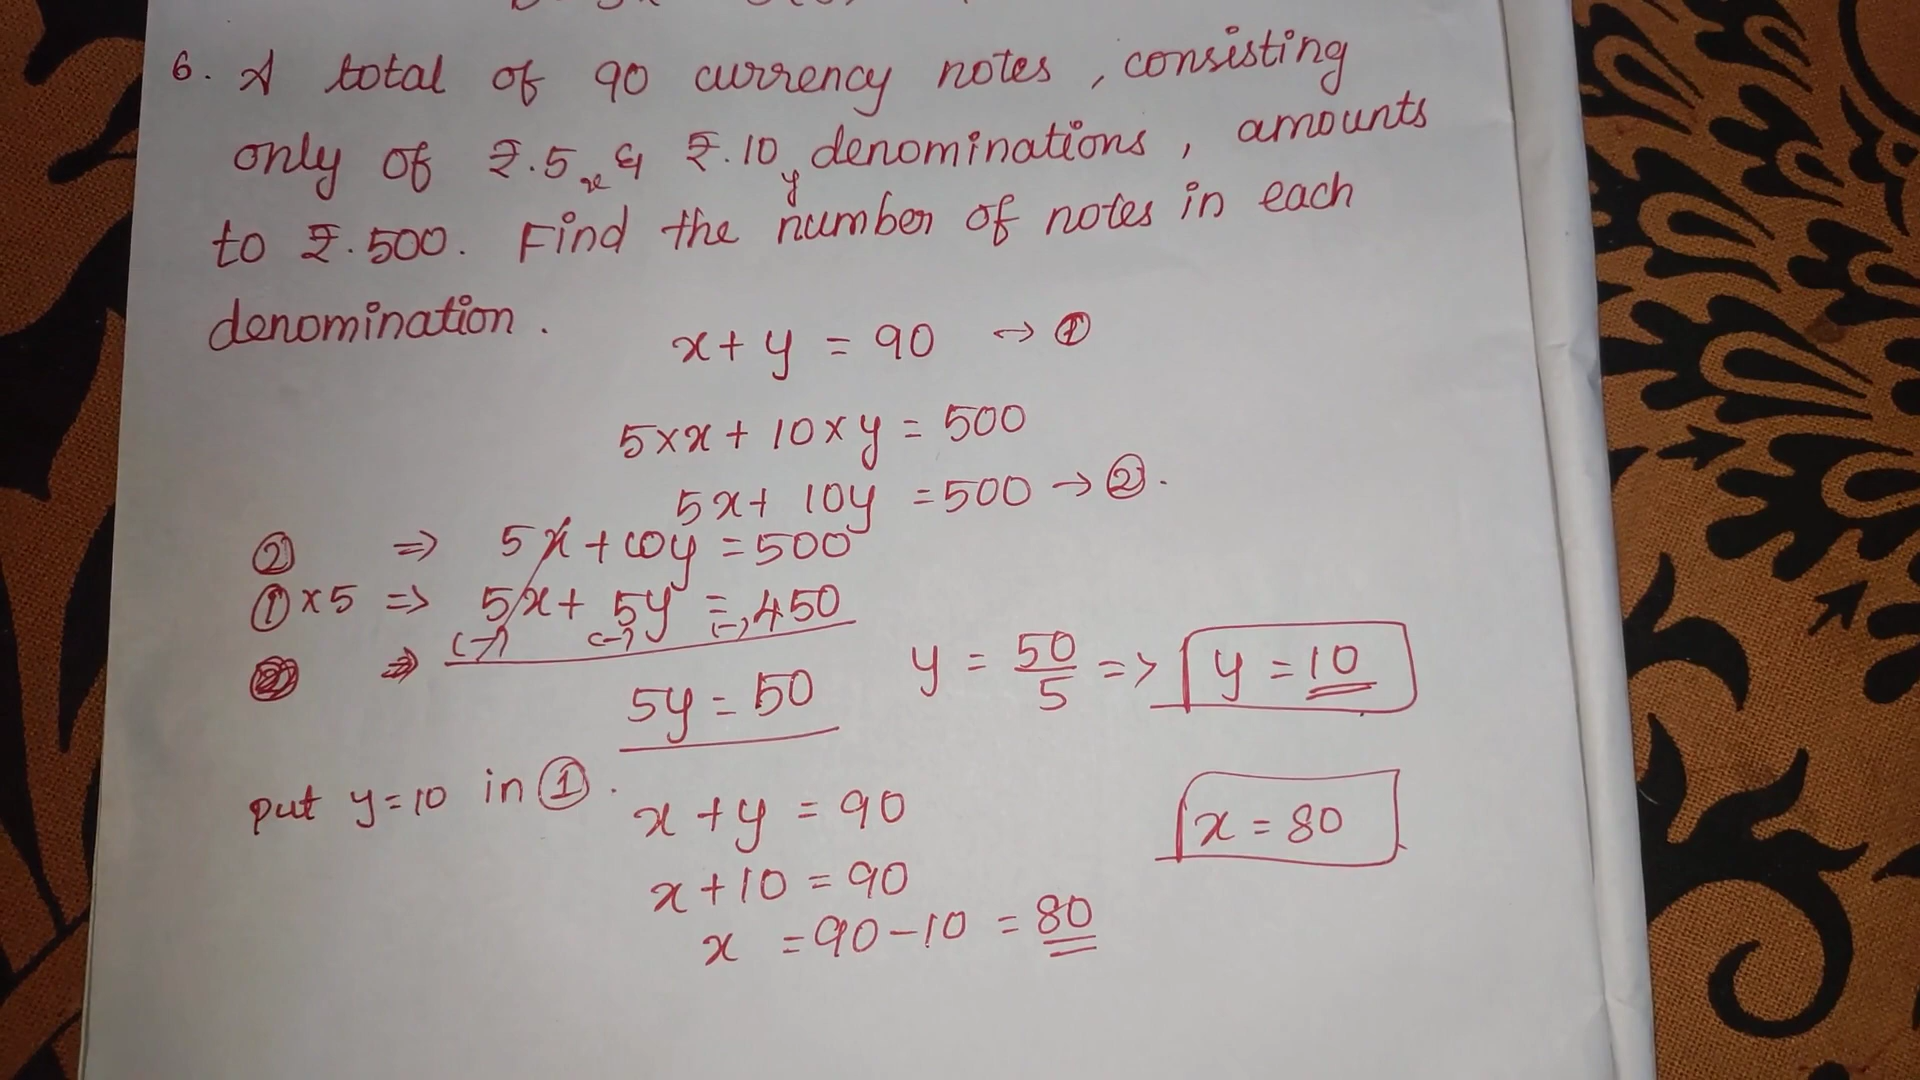 6. A total of 90 currency notes, consisting
only of ₹.5 x & ₹.10 y denominations, amounts
to ₹.500. Find the number of notes in each
denomination.
x + y = 90 → ①
5 × x + 10 × y = 500
5x + 10y = 500 → ②.
② ⇒ 5x + 10y = 500
① × 5 ⇒ 5x + 5y = 450
(-) (-) (-)
5y = 50
y = 50/5 => y = 10
put y = 10 in ①.
x + y = 90
x = 80
x + 10 = 90
x = 90 - 10 = 80